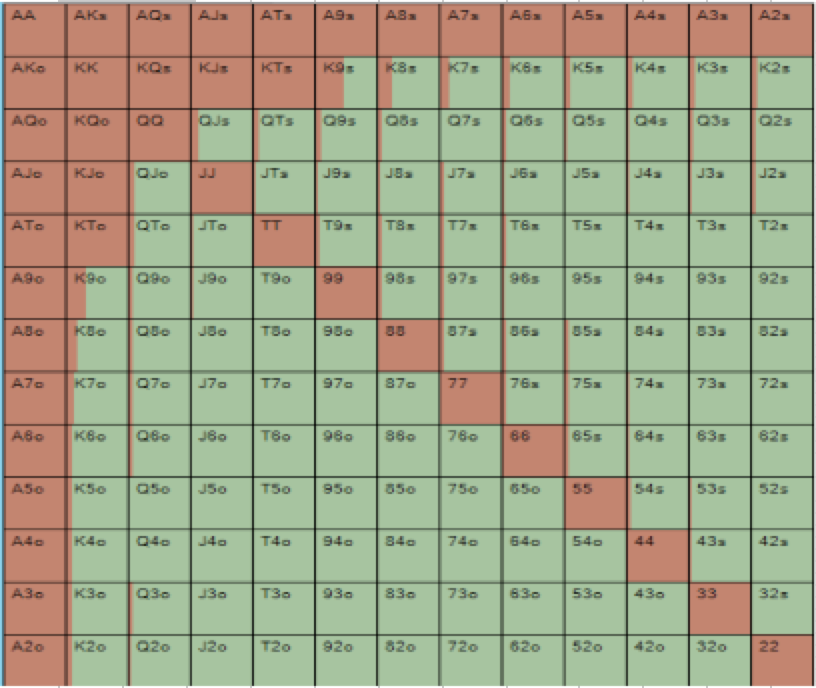 AA AKs AQs AJs ATs A9s A8s A7s A6s A5s A4s A3s A2s
AKo KK KQs KJs KTs K9s K8s K7s K6s K5s K4s K3s K2s
AQo KQo QQ QJs QTs Q9s Q8s Q7s Q6s Q5s Q4s Q3s Q2s
AJo KJo QJo JJ JTs J9s J8s J7s J6s J5s J4s J3s J2s
ATo KTo QTo JTo TT T9s T8s T7s T6s T5s T4s T3s T2s
A9o K9o Q9o J9o T9o 99 98s 97s 96s 95s 94s 93s 92s
A8o K8o Q8o J8o T8o 98o 88 87s 86s 85s 84s 83s 82s
A7o K7o Q7o J7o T7o 97o 87o 77 76s 75s 74s 73s 72s
A6o K6o Q6o J6o T6o 96o 86o 76o 66 65s 64s 63s 62s
A5o K5o Q5o J5o T5o 95o 85o 75o 65o 55 54s 53s 52s
A4o K4o Q4o J4o T4o 94o 84o 74o 64o 54o 44 43s 42s
A3o K3o Q3o J3o T3o 93o 83o 73o 63o 53o 43o 33 32s
A2o K2o Q2o J2o T2o 92o 82o 72o 62o 52o 42o 32o 22